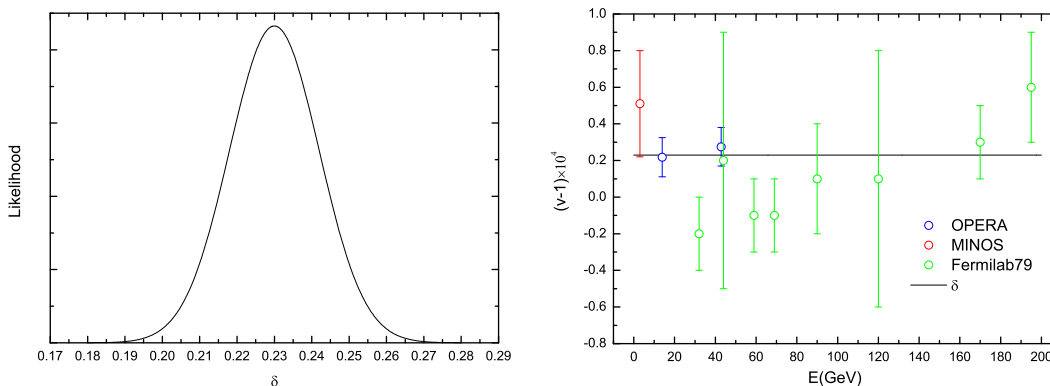 Likelihood
0.17 0.18 0.19 0.20 0.21 0.22 0.23 0.24 0.25 0.26 0.27 0.28 0.29
δ
(v-1)×10⁴
1.0
0.8
0.6
0.4
0.2
0.0
-0.2
-0.4
-0.6
-0.8
OPERA
MINOS
Fermilab79
δ
0 20 40 60 80 100 120 140 160 180 200
E(GeV)